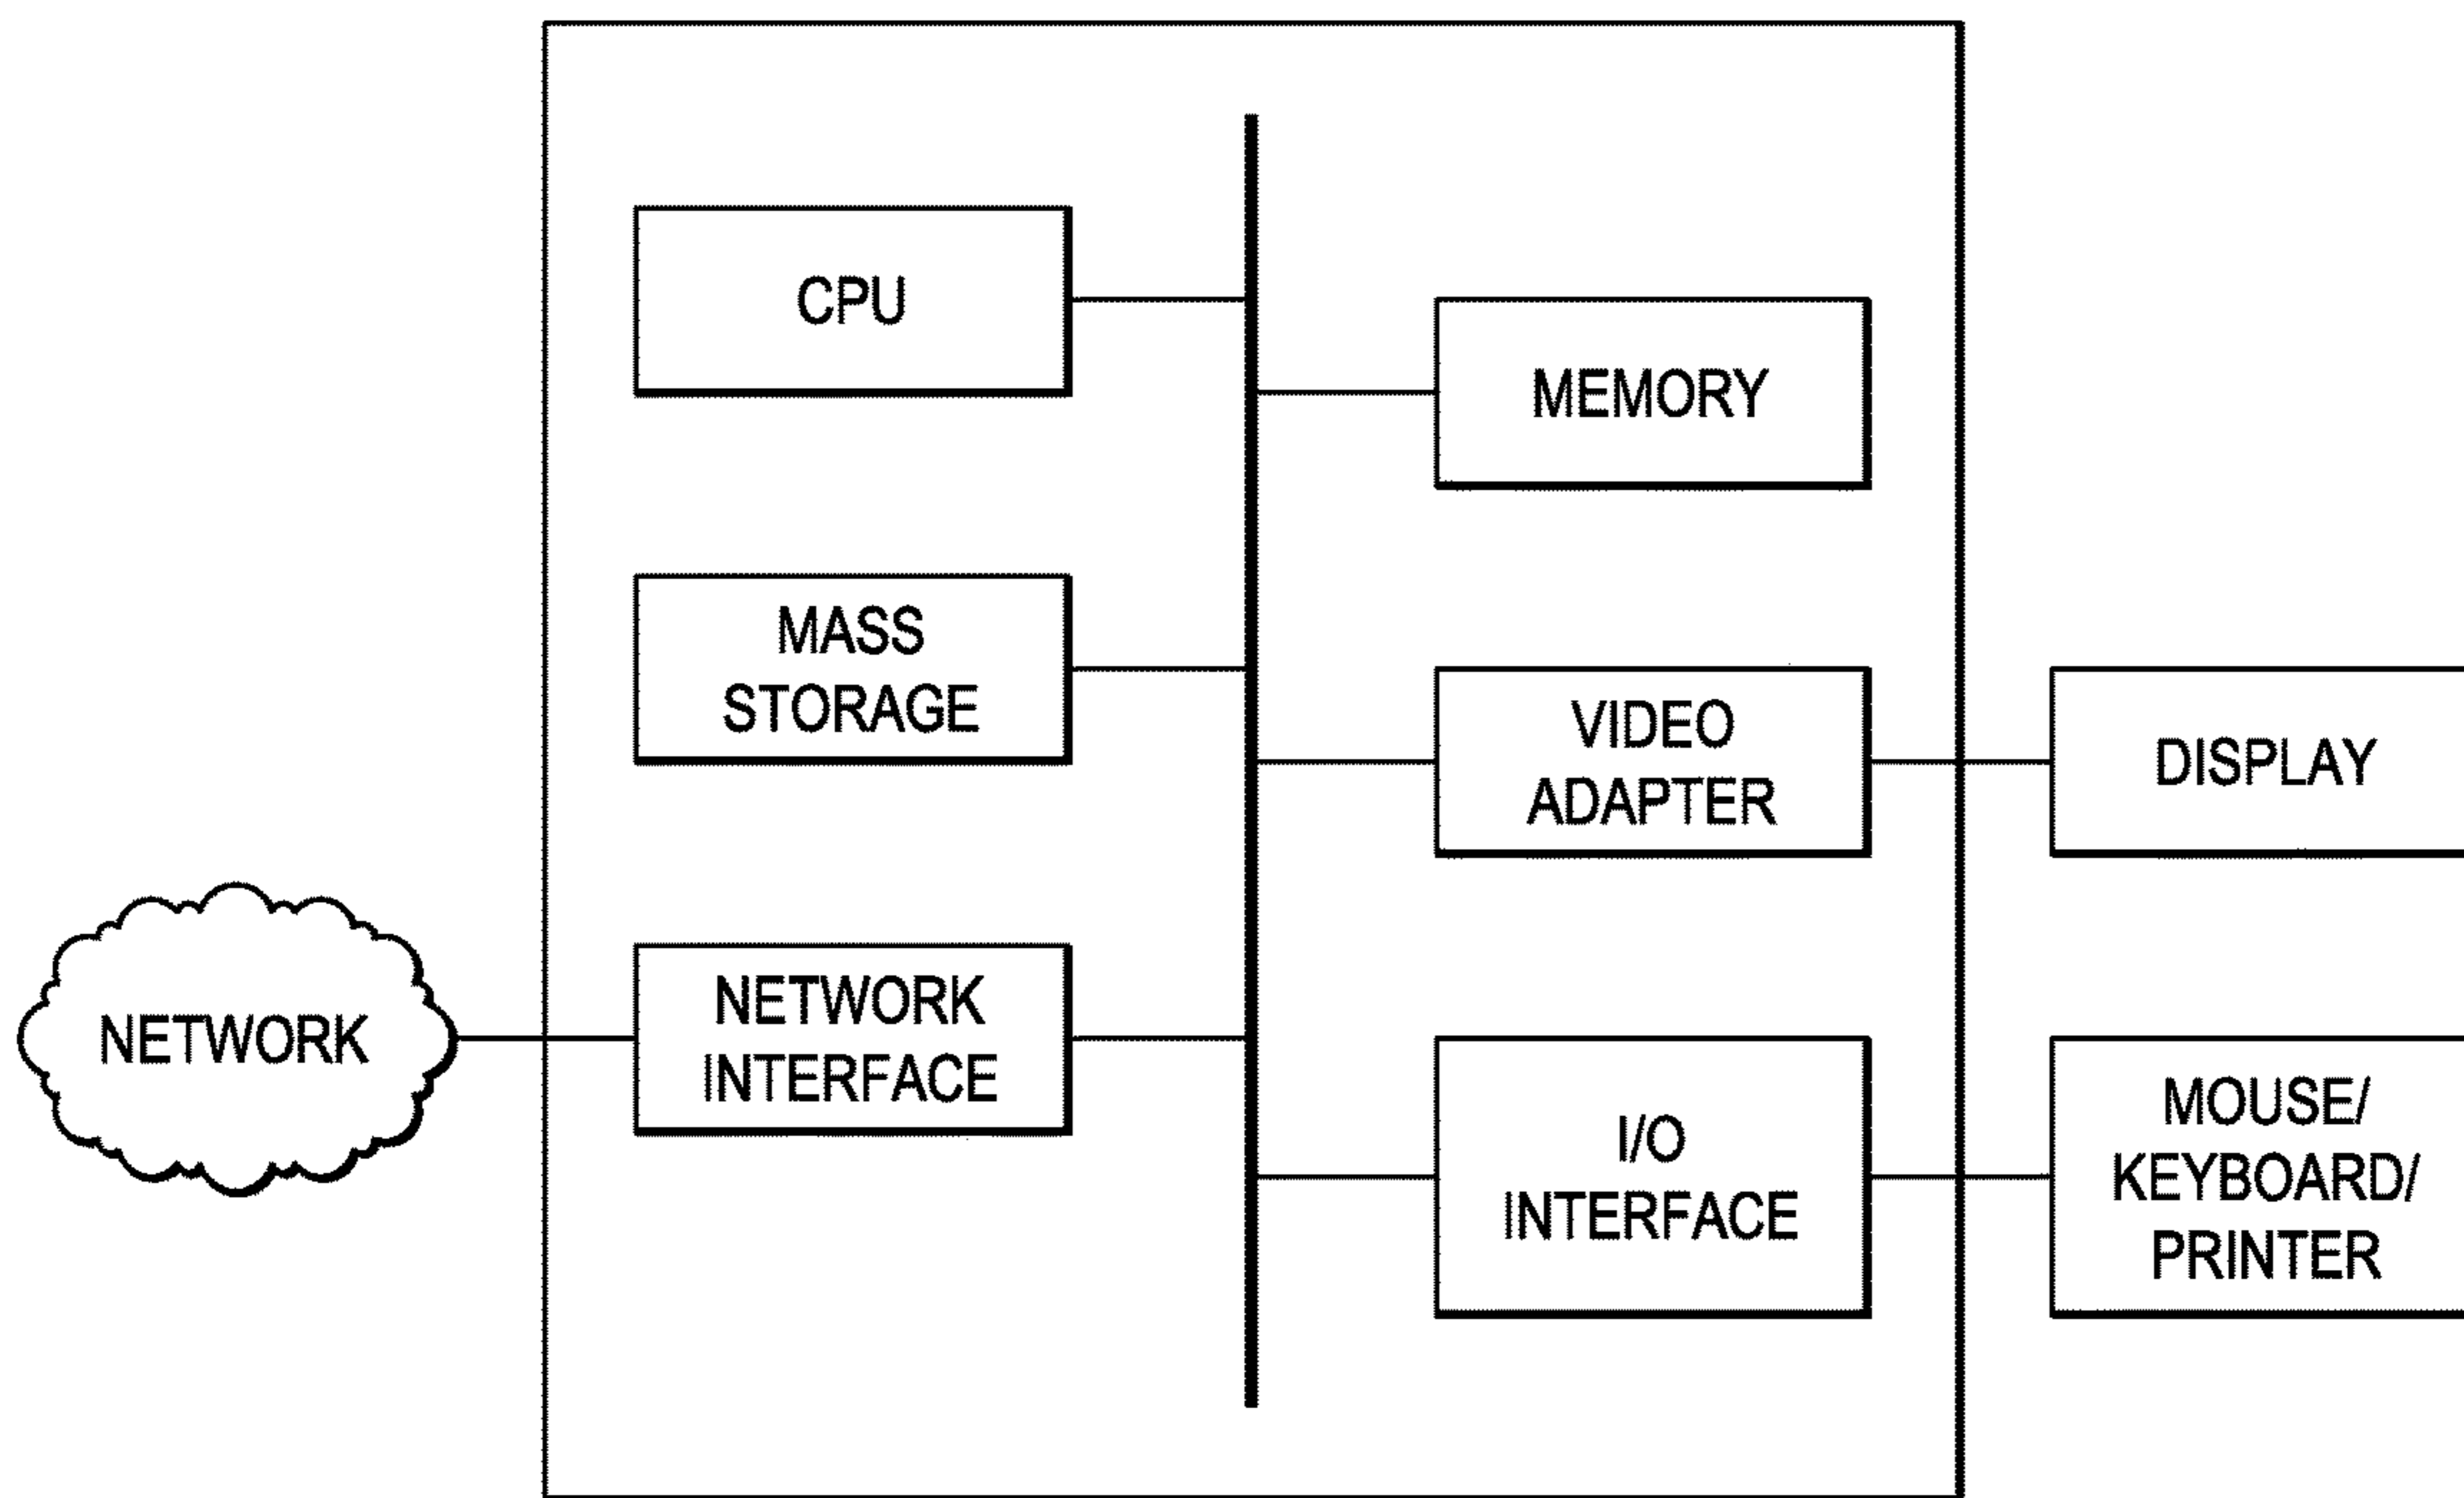 CPU
MEMORY
MASS
STORAGE
VIDEO
ADAPTER
DISPLAY
NETWORK
NETWORK
INTERFACE
I/O
INTERFACE
MOUSE/
KEYBOARD/
PRINTER